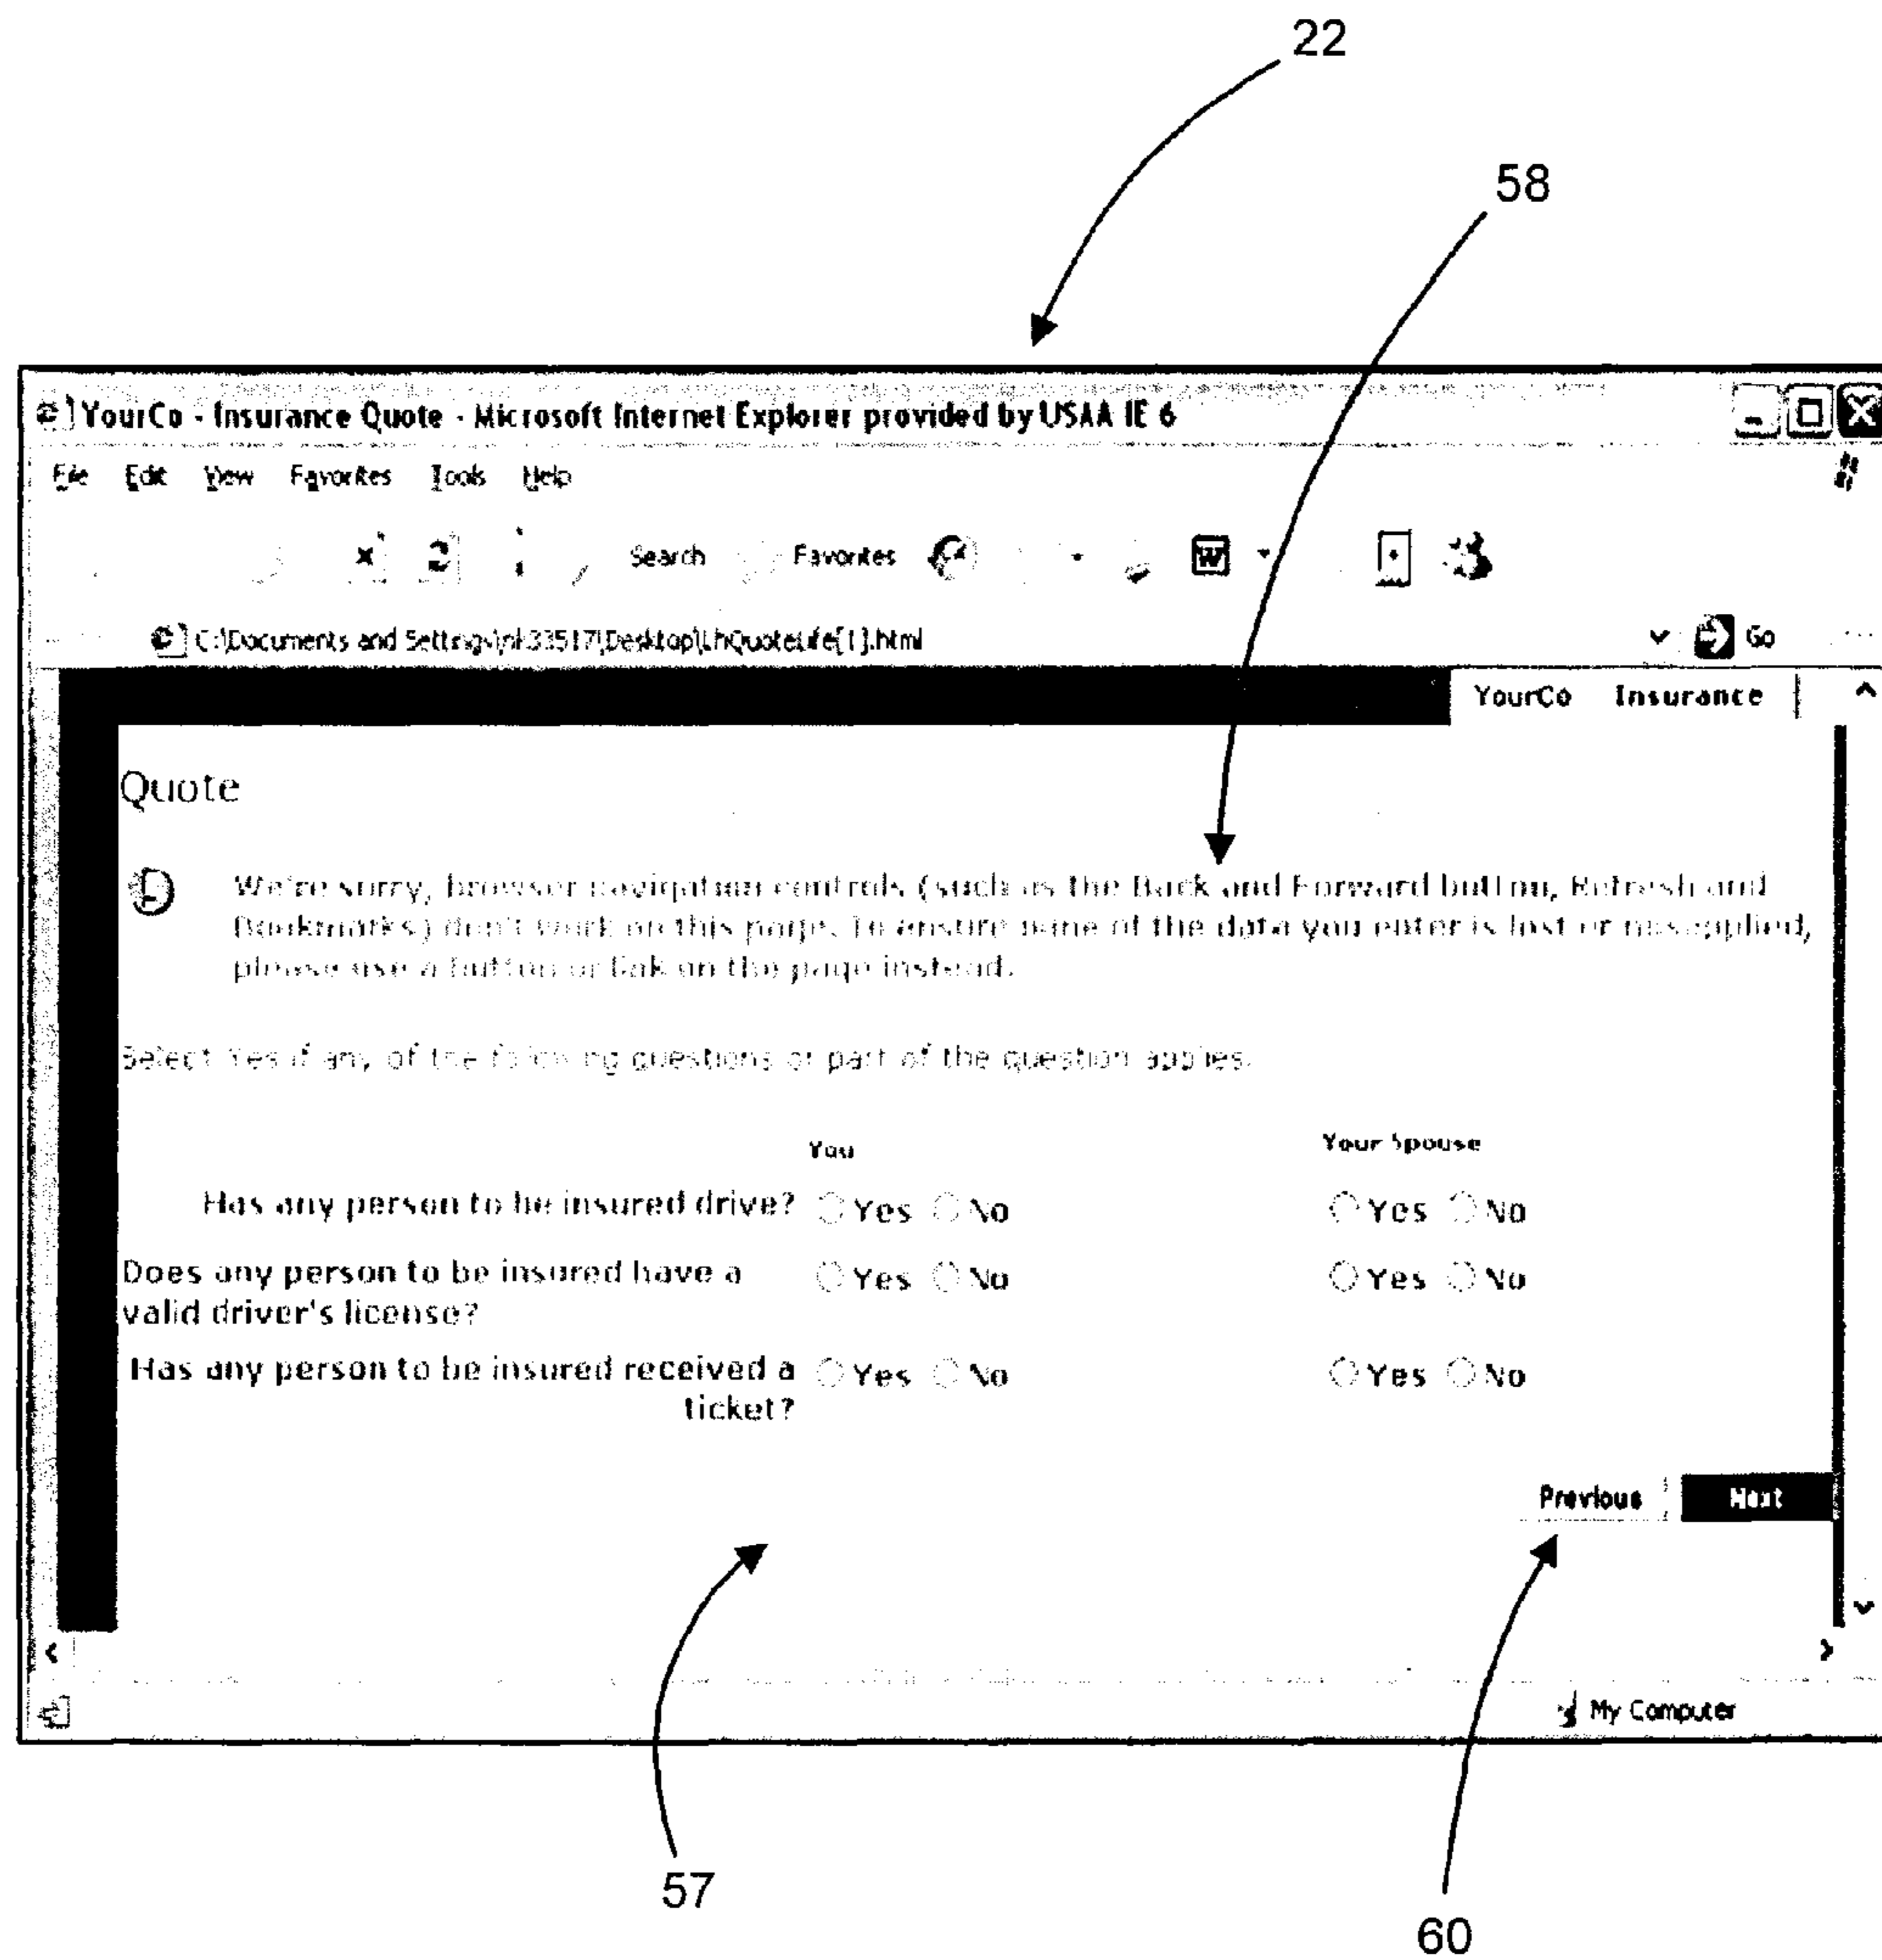 22
58
YourCo - Insurance Quote - Microsoft Internet Explorer provided by USAA IE 6
File Edit View Favorites Tools Help
Search Favorites W
C:\Documents and Settings\ Go
YourCo Insurance
Quote
We're sorry, browser navigation controls (such as the Back and Forward button, Refresh and
Bookmarks) don't work on this page. To ensure none of the data you enter is lost or misapplied,
please use a button or link on the page instead.
Select Yes if any of the following questions or part of the question applies.
You Your Spouse
Has any person to be insured drive? Yes No Yes No
Does any person to be insured have a Yes No Yes No
valid driver's license?
Has any person to be insured received a Yes No Yes No
ticket?
Previous Next
My Computer
57
60